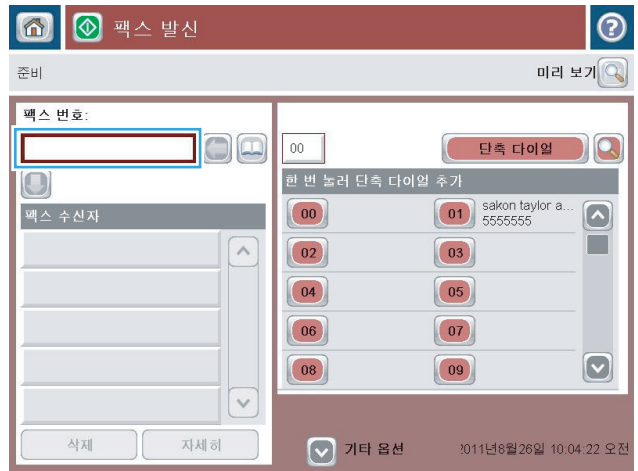 팩스 발신
준비
미리 보기
팩스 번호:
00
단축 다이얼
한 번 눌러 단축 다이얼 추가
팩스 수신자
00
01 sakon taylor a...
5555555
02
03
04
05
06
07
08
09
삭제
자세히
기타 옵션
2011년8월26일 10:04:22 오전